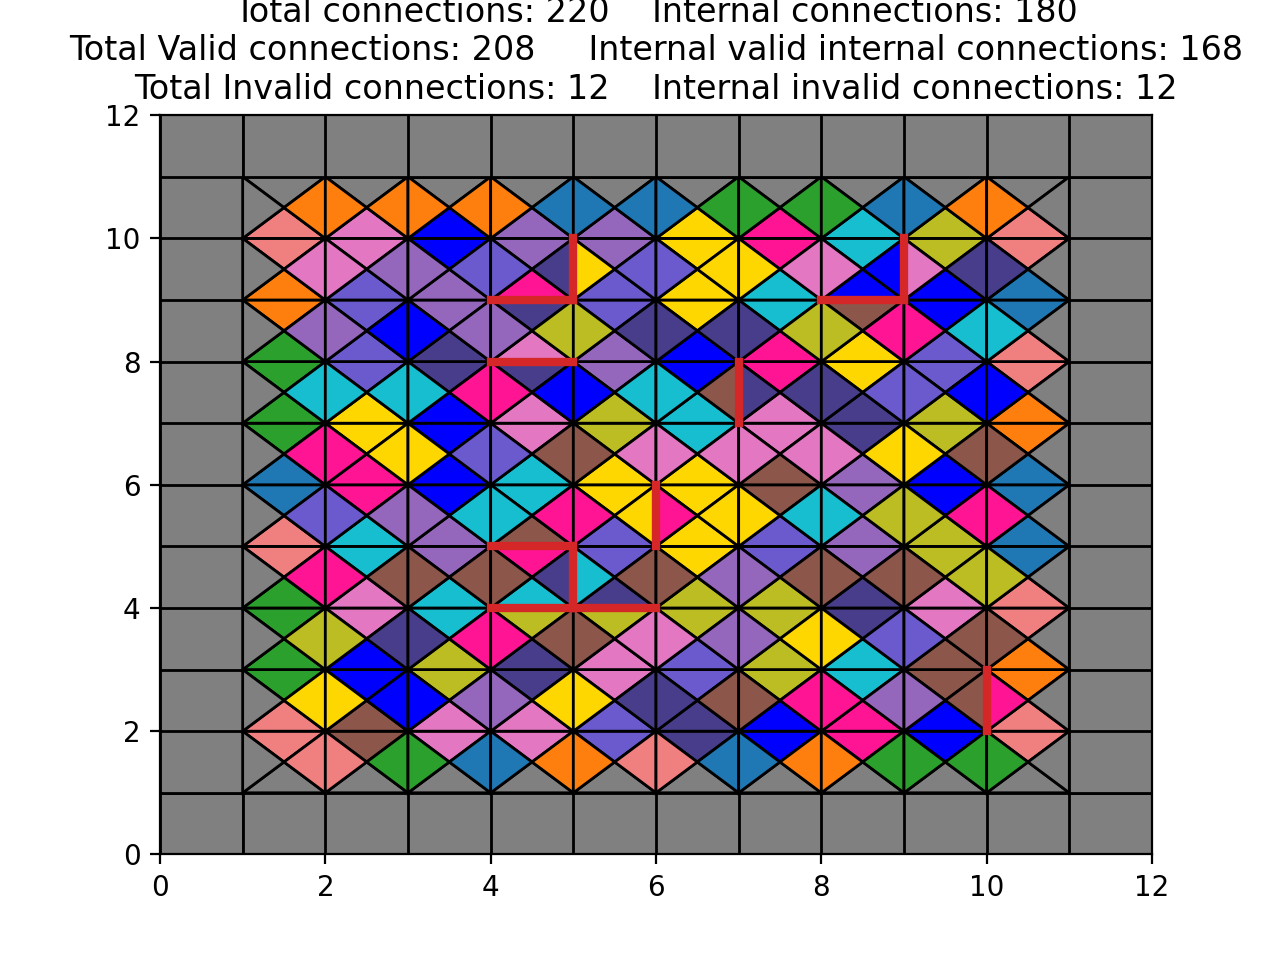 Total connections: 220 Internal connections: 180
Total Valid connections: 208 Internal valid internal connections: 168
Total Invalid connections: 12 Internal invalid connections: 12
12
10
8
6
4
2
0
0 2 4 6 8 10 12